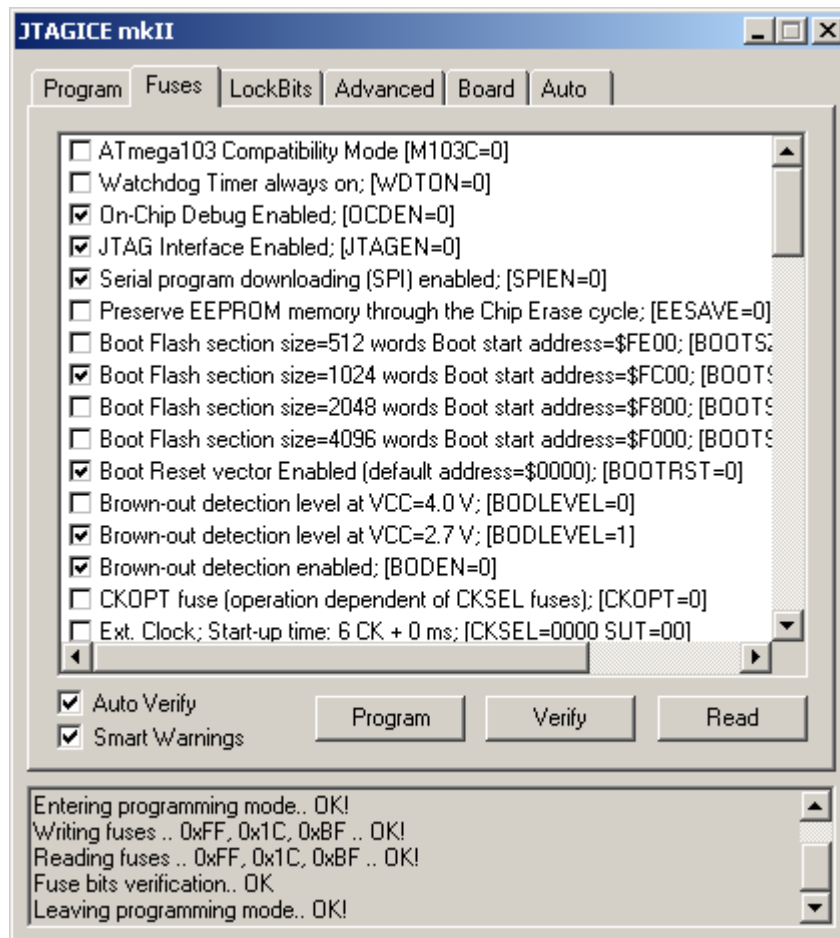 JTAGICE mkII
Program Fuses LockBits Advanced Board Auto
ATmega103 Compatibility Mode [M103C=0]
Watchdog Timer always on; [WDTON=0]
On-Chip Debug Enabled; [OCDEN=0]
JTAG Interface Enabled; [JTAGEN=0]
Serial program downloading (SPI) enabled; [SPIEN=0]
Preserve EEPROM memory through the Chip Erase cycle; [EESAVE=0]
Boot Flash section size=512 words Boot start address=$FE00; [BOOTSZ
Boot Flash section size=1024 words Boot start address=$FC00; [BOOTS
Boot Flash section size=2048 words Boot start address=$F800; [BOOTS
Boot Flash section size=4096 words Boot start address=$F000; [BOOTS
Boot Reset vector Enabled (default address=$0000); [BOOTRST=0]
Brown-out detection level at VCC=4.0 V; [BODLEVEL=0]
Brown-out detection level at VCC=2.7 V; [BODLEVEL=1]
Brown-out detection enabled; [BODEN=0]
CKOPT fuse (operation dependent of CKSEL fuses); [CKOPT=0]
Ext. Clock; Start-up time: 6 CK + 0 ms; [CKSEL=0000 SUT=00]
Auto Verify
Smart Warnings
Program Verify Read
Entering programming mode.. OK!
Writing fuses .. 0xFF, 0x1C, 0xBF .. OK!
Reading fuses .. 0xFF, 0x1C, 0xBF .. OK!
Fuse bits verification.. OK
Leaving programming mode.. OK!